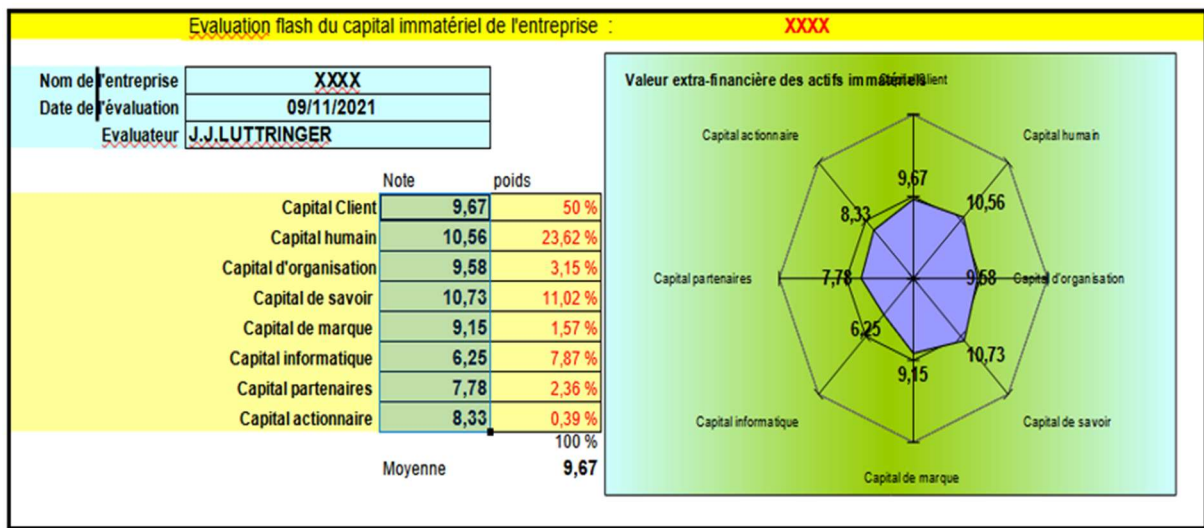 Evaluation flash du capital immatériel de l'entreprise : XXXX
Nom de l'entreprise XXXX
Date de l'évaluation 09/11/2021
Evaluateur J.J.LUTTRINGER
Note poids
Capital Client 9,67 50 %
Capital humain 10,56 23,62 %
Capital d'organisation 9,58 3,15 %
Capital de savoir 10,73 11,02 %
Capital de marque 9,15 1,57 %
Capital informatique 6,25 7,87 %
Capital partenaires 7,78 2,36 %
Capital actionnaire 8,33 0,39 %
100 %
Moyenne 9,67
Valeur extra-financière des actifs immatériels
Capital Client
Capital actionnaire
Capital humain
9,67
10,56
8,33
Capital partenaires
7,78
9,58
Capital d'organisation
6,25
10,73
9,15
Capital informatique
Capital de savoir
Capital de marque